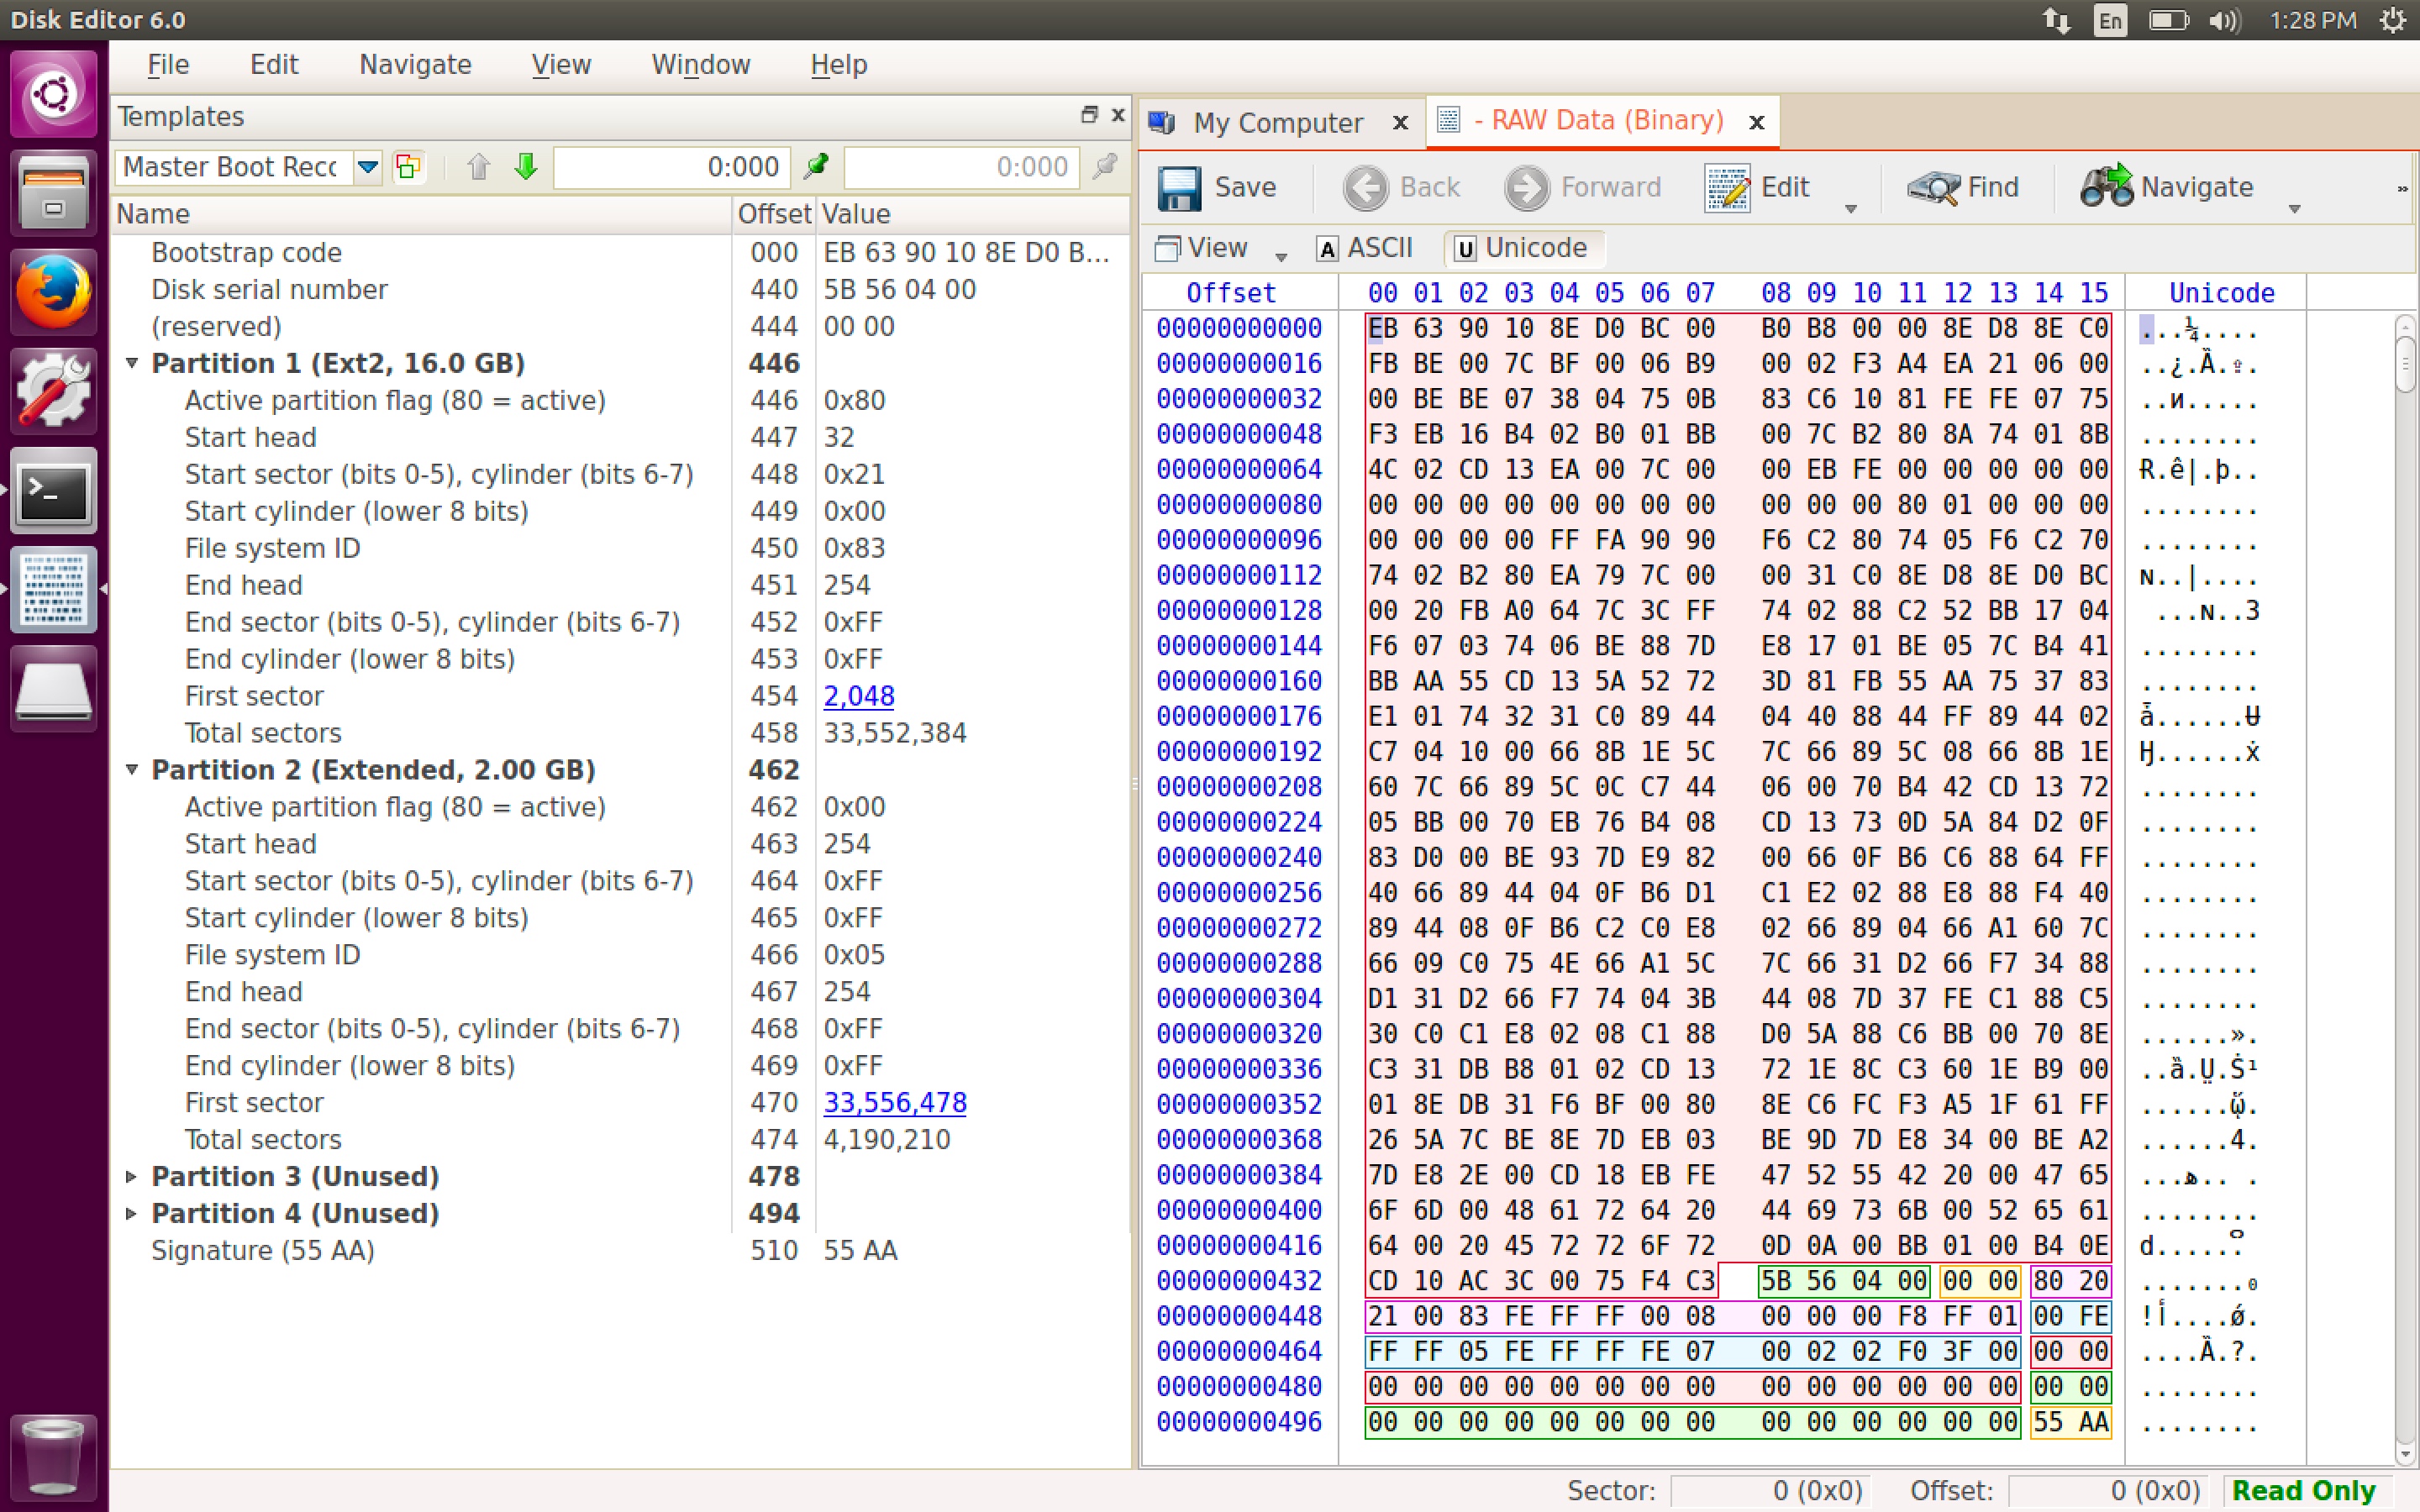 Disk Editor 6.0
En
1:28 PM
File Edit Navigate View Window Help
Templates
Master Boot Recc
0:000
0:000
Name Offset Value
Bootstrap code 000 EB 63 90 10 8E D0 B...
Disk serial number 440 5B 56 04 00
(reserved) 444 00 00
Partition 1 (Ext2, 16.0 GB) 446
Active partition flag (80 = active) 446 0x80
Start head 447 32
Start sector (bits 0-5), cylinder (bits 6-7) 448 0x21
Start cylinder (lower 8 bits) 449 0x00
File system ID 450 0x83
End head 451 254
End sector (bits 0-5), cylinder (bits 6-7) 452 0xFF
End cylinder (lower 8 bits) 453 0xFF
First sector 454 2,048
Total sectors 458 33,552,384
Partition 2 (Extended, 2.00 GB) 462
Active partition flag (80 = active) 462 0x00
Start head 463 254
Start sector (bits 0-5), cylinder (bits 6-7) 464 0xFF
Start cylinder (lower 8 bits) 465 0xFF
File system ID 466 0x05
End head 467 254
End sector (bits 0-5), cylinder (bits 6-7) 468 0xFF
End cylinder (lower 8 bits) 469 0xFF
First sector 470 33,556,478
Total sectors 474 4,190,210
Partition 3 (Unused) 478
Partition 4 (Unused) 494
Signature (55 AA) 510 55 AA
My Computer x - RAW Data (Binary) x
Save Back Forward Edit Find Navigate »
View A ASCII U Unicode
Offset 00 01 02 03 04 05 06 07 08 09 10 11 12 13 14 15 Unicode
00000000000 EB 63 90 10 8E D0 BC 00 B0 B8 00 00 8E D8 8E C0 ...¼....
00000000016 FB BE 00 7C BF 00 06 B9 00 02 F3 A4 EA 21 06 00
00000000032 00 BE BE 07 38 04 75 0B 83 C6 10 81 FE FE 07 75 ..и.....
00000000048 F3 EB 16 B4 02 B0 01 BB 00 7C B2 80 8A 74 01 8B ........
00000000064 4C 02 CD 13 EA 00 7C 00 00 EB FE 00 00 00 00 00 Ɍ.ê|.þ..
00000000080 00 00 00 00 00 00 00 00 00 00 00 80 01 00 00 00 ........
00000000096 00 00 00 00 FF FA 90 90 F6 C2 80 74 05 F6 C2 70 ........
00000000112 74 02 B2 80 EA 79 7C 00 00 31 C0 8E D8 8E D0 BC ɴ..|....
00000000128 00 20 FB A0 64 7C 3C FF 74 02 88 C2 52 BB 17 04 ...ɴ..3
00000000144 F6 07 03 74 06 BE 88 7D E8 17 01 BE 05 7C B4 41 ........
00000000160 BB AA 55 CD 13 5A 52 72 3D 81 FB 55 AA 75 37 83 ........
00000000176 E1 01 74 32 31 C0 89 44 04 40 88 44 FF 89 44 02 ǡ......Ʉ
00000000192 C7 04 10 00 66 8B 1E 5C 7C 66 89 5C 08 66 8B 1E Ӈ......ẋ
00000000208 60 7C 66 89 5C 0C C7 44 06 00 70 B4 42 CD 13 72 ........
00000000224 05 BB 00 70 EB 76 B4 08 CD 13 73 0D 5A 84 D2 0F ........
00000000240 83 D0 00 BE 93 7D E9 82 00 66 0F B6 C6 88 64 FF ........
00000000256 40 66 89 44 04 0F B6 D1 C1 E2 02 88 E8 88 F4 40 ........
00000000272 89 44 08 0F B6 C2 C0 E8 02 66 89 04 66 A1 60 7C ........
00000000288 66 09 C0 75 4E 66 A1 5C 7C 66 31 D2 66 F7 34 88 ........
00000000304 D1 31 D2 66 F7 74 04 3B 44 08 7D 37 FE C1 88 C5 ........
00000000320 30 C0 C1 E8 02 08 C1 88 D0 5A 88 C6 BB 00 70 8E ......».
00000000336 C3 31 DB B8 01 02 CD 13 72 1E 8C C3 60 1E B9 00
00000000352 01 8E DB 31 F6 BF 00 80 8E C6 FC F3 A5 1F 61 FF
00000000368 26 5A 7C BE 8E 7D EB 03 BE 9D 7D E8 34 00 BE A2 ......4.
00000000384 7D E8 2E 00 CD 18 EB FE 47 52 55 42 20 00 47 65
00000000400 6F 6D 00 48 61 72 64 20 44 69 73 6B 00 52 65 61 ........
00000000416 64 00 20 45 72 72 6F 72 0D 0A 00 BB 01 00 B4 0E
00000000432 CD 10 AC 3C 00 75 F4 C3 5B 56 04 00 00 00 80 20
00000000448 21 00 83 FE FF FF 00 08 00 00 00 F8 FF 01 00 FE
00000000464 FF FF 05 FE FF FF FE 07 00 02 02 F0 3F 00 00 00
00000000480 00 00 00 00 00 00 00 00 00 00 00 00 00 00 00 00 ........
00000000496 00 00 00 00 00 00 00 00 00 00 00 00 00 00 55 AA ........
Sector: 0 (0x0) Offset: 0 (0x0) Read Only